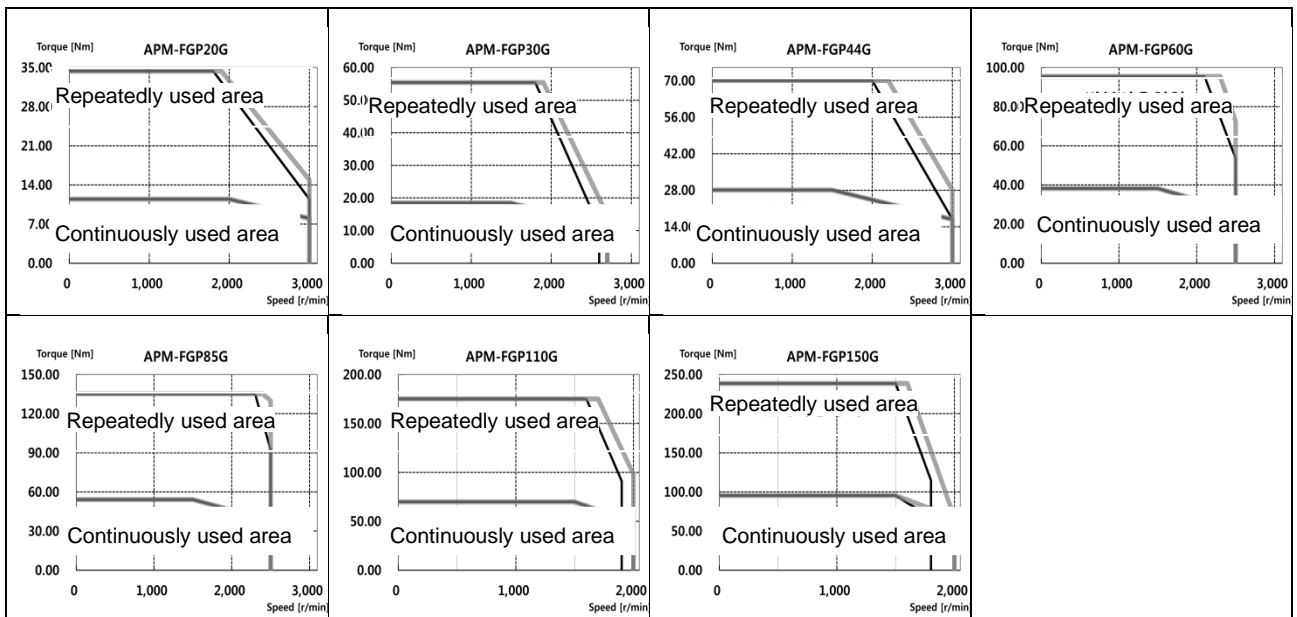 Torque [Nm] APM-FGP20G
35.00
Repeatedly used area
28.00
21.00
14.00
7.00
Continuously used area
0.00
0 1,000 2,000 3,000
Speed [r/min]
Torque [Nm] APM-FGP30G
60.00
50.
Repeatedly used area
40.00
30.00
20.00
10.00
Continuously used area
0.00
0 1,000 2,000 3,000
Speed [r/min]
Torque [Nm] APM-FGP44G
70.00
Repeatedly used area
56.00
42.00
28.00
14.00
Continuously used area
0.00
0 1,000 2,000 3,000
Speed [r/min]
Torque [Nm] APM-FGP60G
100.00
80.00
Repeatedly used area
60.00
40.00
20.00
Continuously used area
0.00
0 1,000 2,000 3,000
Speed [r/min]
Torque [Nm] APM-FGP85G
150.00
120.00
Repeatedly used area
90.00
60.00
30.00
Continuously used area
0.00
0 1,000 2,000 3,000
Speed [r/min]
Torque [Nm] APM-FGP110G
200.00
150.00
Repeatedly used area
100.00
50.00
Continuously used area
0.00
0 1,000 2,000
Speed [r/min]
Torque [Nm] APM-FGP150G
250.00
Repeatedly used area
200.00
150.00
100.00
50.00
Continuously used area
0.00
0 1,000 2,000
Speed [r/min]